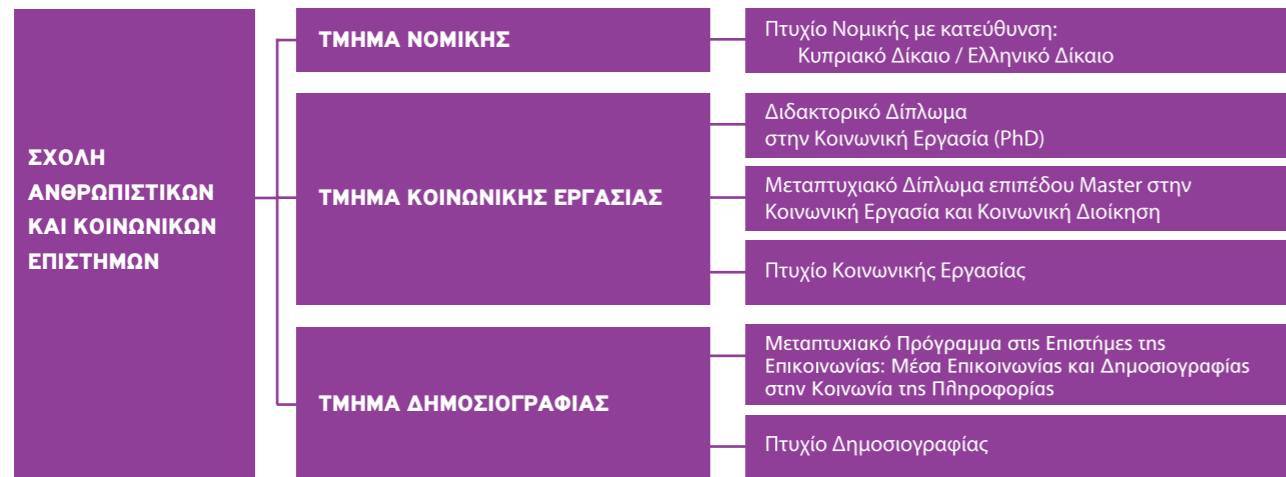 ΣΧΟΛΗ
ΑΝΘΡΩΠΙΣΤΙΚΩΝ
ΚΑΙ ΚΟΙΝΩΝΙΚΩΝ
ΕΠΙΣΤΗΜΩΝ
ΤΜΗΜΑ ΝΟΜΙΚΗΣ
Πτυχίο Νομικής με κατεύθυνση:
Κυπριακό Δίκαιο / Ελληνικό Δίκαιο
ΤΜΗΜΑ ΚΟΙΝΩΝΙΚΗΣ ΕΡΓΑΣΙΑΣ
Διδακτορικό Δίπλωμα
στην Κοινωνική Εργασία (PhD)
Μεταπτυχιακό Δίπλωμα επιπέδου Master στην
Κοινωνική Εργασία και Κοινωνική Διοίκηση
Πτυχίο Κοινωνικής Εργασίας
ΤΜΗΜΑ ΔΗΜΟΣΙΟΓΡΑΦΙΑΣ
Μεταπτυχιακό Πρόγραμμα στις Επιστήμες της
Επικοινωνίας: Μέσα Επικοινωνίας και Δημοσιογραφίας
στην Κοινωνία της Πληροφορίας
Πτυχίο Δημοσιογραφίας